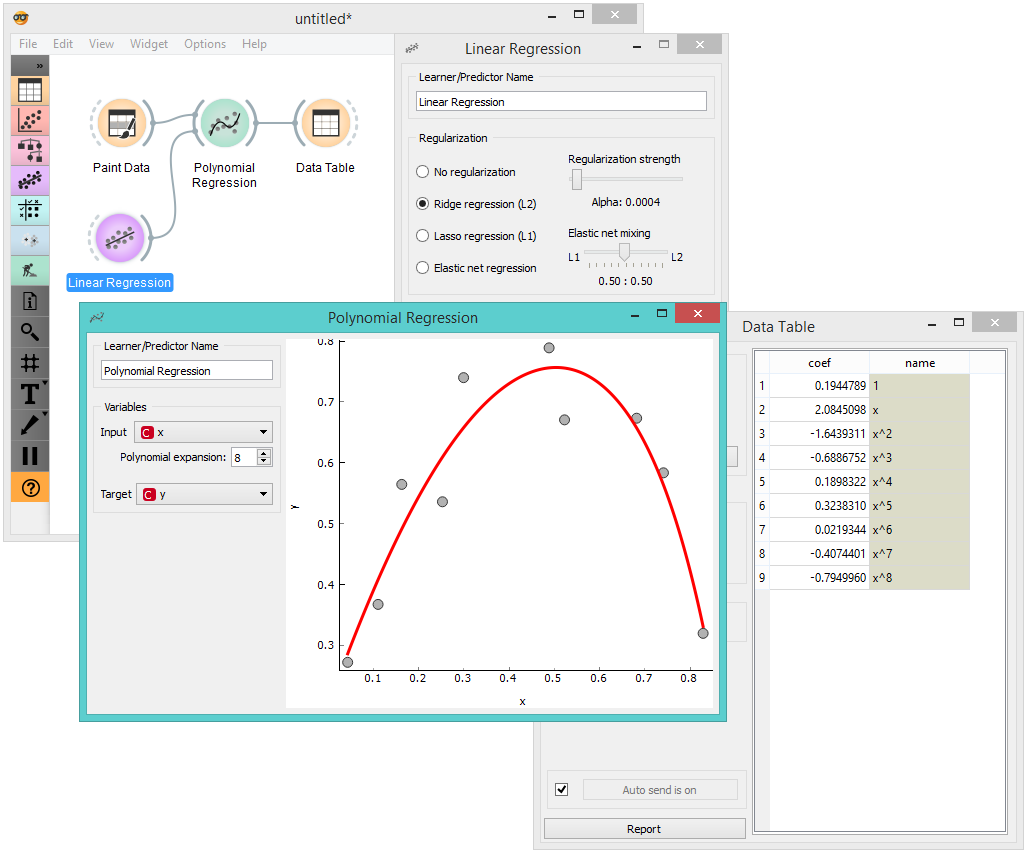 untitled*
File Edit View Widget Options Help
»
Paint Data
Polynomial
Regression
Data Table
Linear Regression
T
?
Linear Regression
Learner/Predictor Name
Linear Regression
Regularization
No regularization
Ridge regression (L2)
Lasso regression (L1)
Elastic net regression
Regularization strength
Alpha: 0.0004
Elastic net mixing
L1 L2
0.50 : 0.50
Polynomial Regression
Learner/Predictor Name
Polynomial Regression
Variables
Input C x
Polynomial expansion: 8
Target C y
0.8
0.7
0.6
0.5
0.4
0.3
y
0.1 0.2 0.3 0.4 0.5 0.6 0.7 0.8
x
Data Table
coef name
1 0.1944789 1
2 2.0845098 x
3 -1.6439311 x^2
4 -0.6886752 x^3
5 0.1898322 x^4
6 0.3238310 x^5
7 0.0219344 x^6
8 -0.4074401 x^7
9 -0.7949960 x^8
Auto send is on
Report